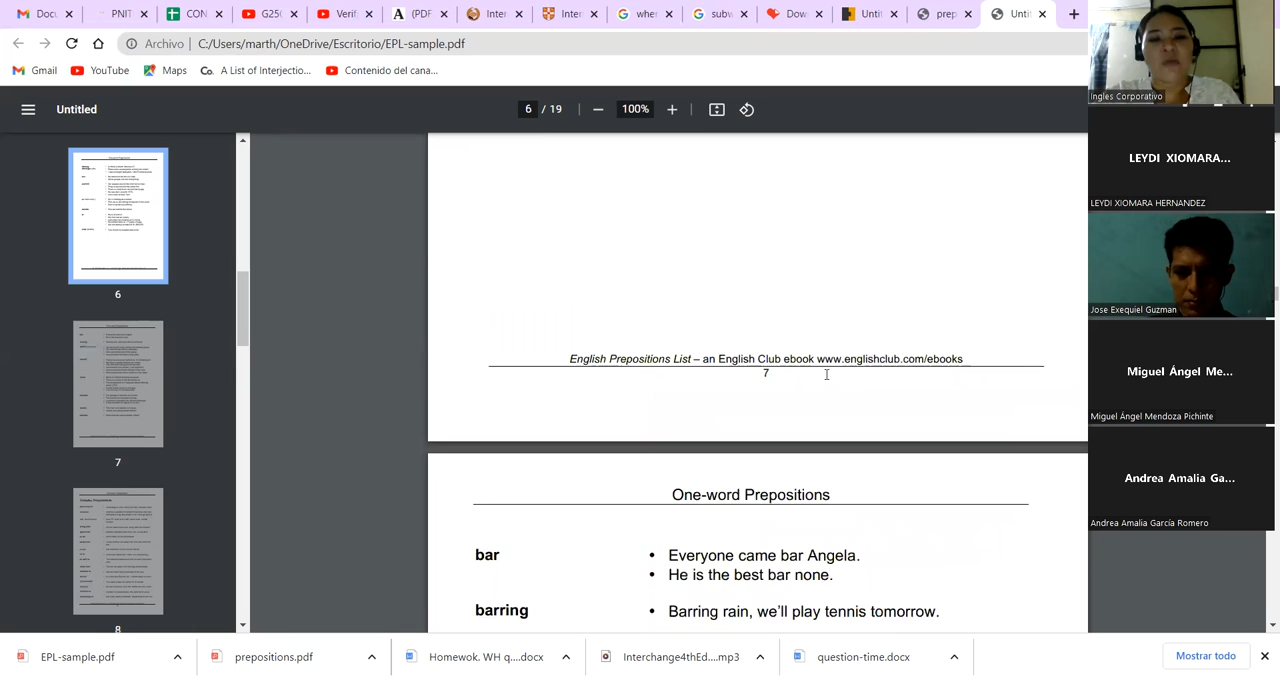 Docu
PNIT
CON
G250
Verif.
(PDF
Inter
Inter
wher
subw
Dow
Untit
prep
Unti
Archivo
C:/Users/marth/OneDrive/Escritorio/EPL-sample.pdf
Gmail
YouTube
Maps
A List of Interjectio...
Contenido del cana...
Untitled
6 / 19
100%
6
7
8
English Prepositions List – an English Club ebook www englishclub.com/ebooks
7
One-word Prepositions
bar
• Everyone came bar Angela.
• He is the best bar none.
barring
• Barring rain, we'll play tennis tomorrow.
Ingles Corporativo
LEYDI XIOMARA...
LEYDI XIOMARA HERNANDEZ
Jose Exequiel Guzman
Miguel Ángel Me...
Miguel Ángel Mendoza Pichinte
Andrea Amalia Ga...
Andrea Amalia García Romero
EPL-sample.pdf
prepositions.pdf
Homewok. WH q....docx
Interchange4thEd....mp3
question-time.docx
Mostrar todo